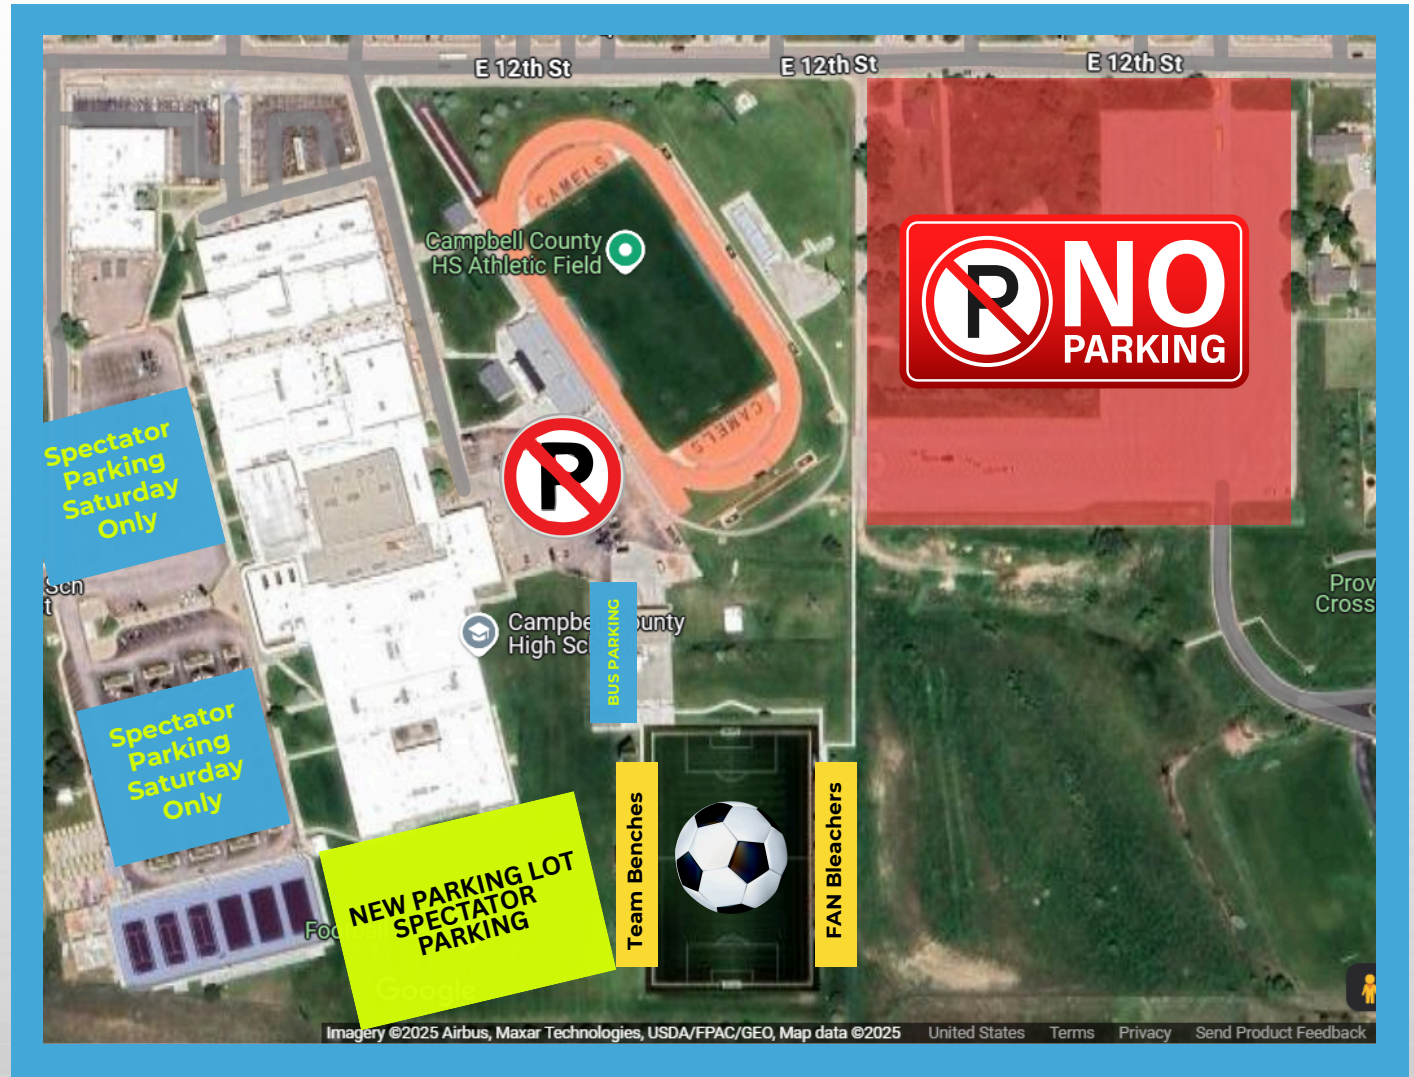 E 12th St
E 12th St
E 12th St
CAMELS
Campbell County
HS Athletic Field
P
NO
PARKING
CAMELS
Spectator
Parking
Saturday
Only
P
Sch
t
BUS PARKING
Campbe ounty
High Sc
Prov
Cross
Spectator
Parking
Saturday
Only
Team Benches
FAN Bleachers
NEW PARKING LOT
SPECTATOR
PARKING
Foo
Google
Imagery ©2025 Airbus, Maxar Technologies, USDA/FPAC/GEO, Map data ©2025 United States Terms Privacy Send Product Feedback